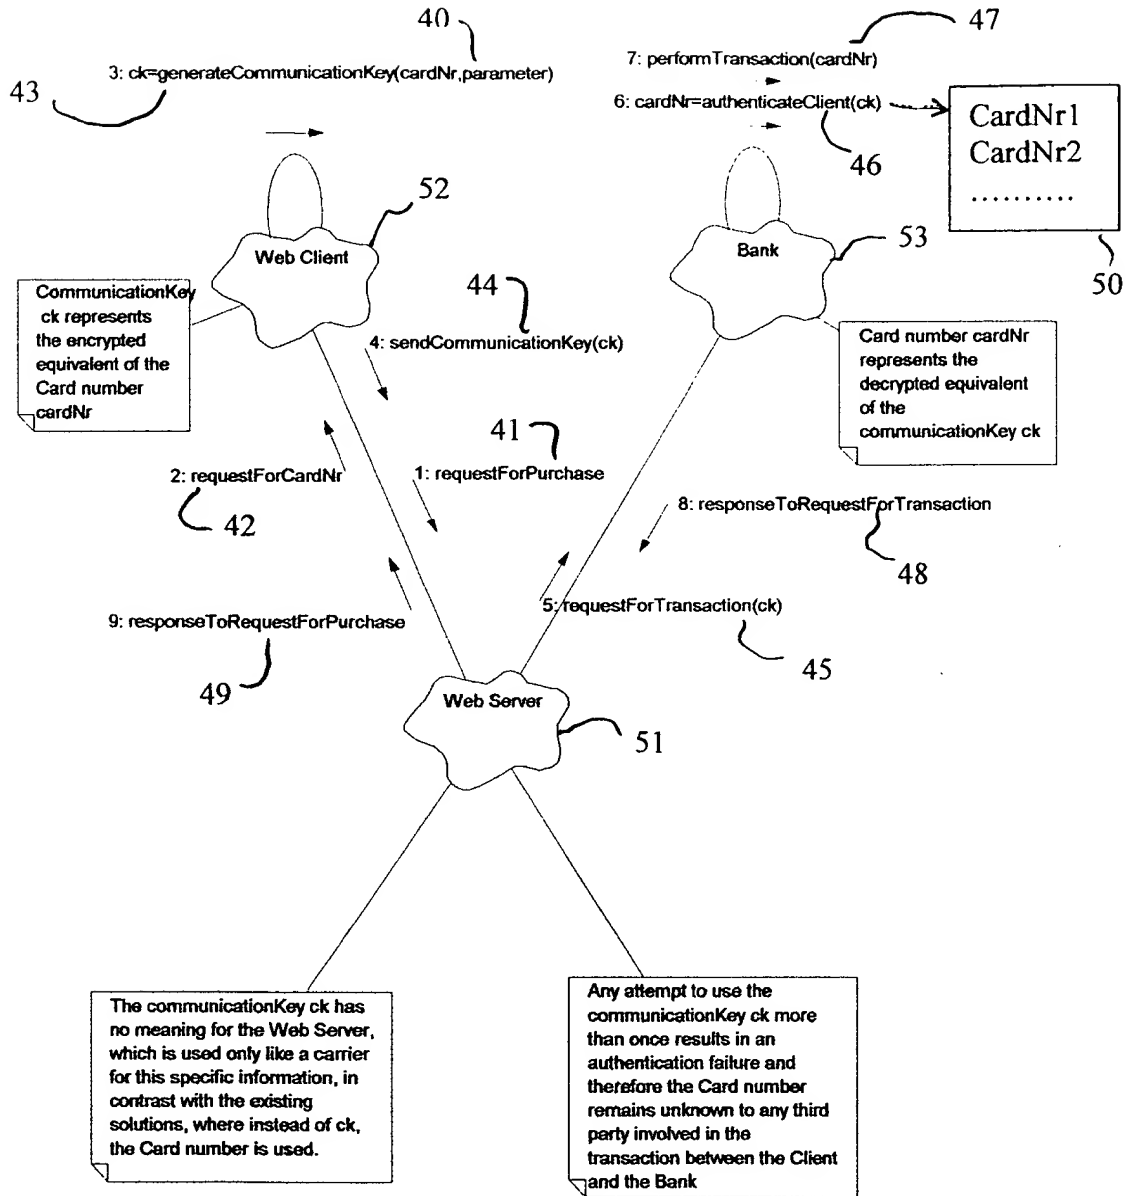 40
47
3: ck=generateCommunicationKey(cardNr,parameter)
7: performTransaction(cardNr)
43
6: cardNr=authenticateClient(ck)
46
CardNr1
CardNr2
..........
50
52
Web Client
Bank
53
44
CommunicationKey
ck represents
the encrypted
equivalent of the
Card number
cardNr
4: sendCommunicationKey(ck)
Card number cardNr
represents the
decrypted equivalent
of the
communicationKey ck
41
2: requestForCardNr
1: requestForPurchase
42
8: responseToRequestForTransaction
48
9: responseToRequestForPurchase
5: requestForTransaction(ck)
49
45
Web Server
51
The communicationKey ck has
no meaning for the Web Server,
which is used only like a carrier
for this specific information, in
contrast with the existing
solutions, where instead of ck,
the Card number is used.
Any attempt to use the
communicationKey ck more
than once results in an
authentication failure and
therefore the Card number
remains unknown to any third
party involved in the
transaction between the Client
and the Bank